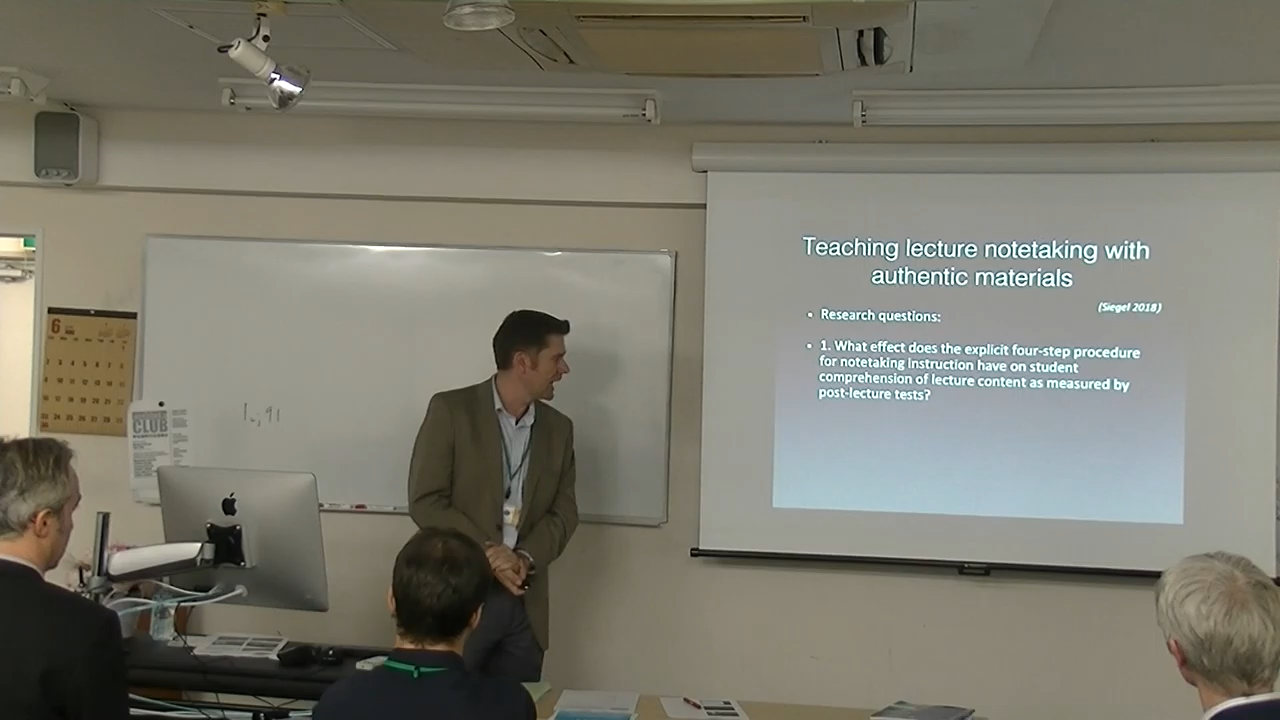 Teaching lecture notetaking with
authentic materials
(Siegel 2018)
• Research questions:
• 1. What effect does the explicit four-step procedure
for notetaking instruction have on student
comprehension of lecture content as measured by
post-lecture tests?
6
CLUB